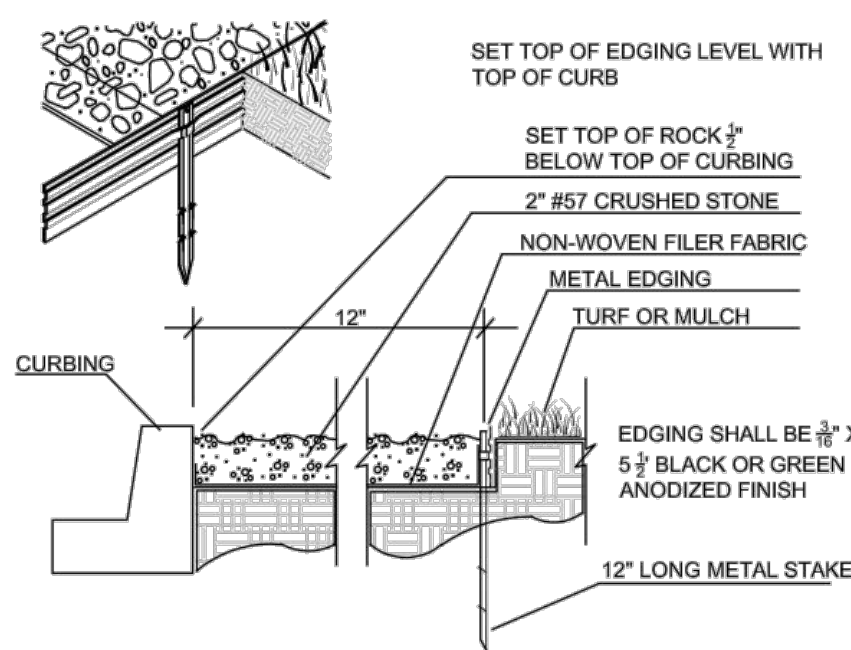 SET TOP OF EDGING LEVEL WITH
TOP OF CURB
SET TOP OF ROCK 1/2"
BELOW TOP OF CURBING
2" #57 CRUSHED STONE
NON-WOVEN FILER FABRIC
METAL EDGING
12"
TURF OR MULCH
CURBING
EDGING SHALL BE 3/16" X
5 1/2" BLACK OR GREEN
ANODIZED FINISH
12" LONG METAL STAKE